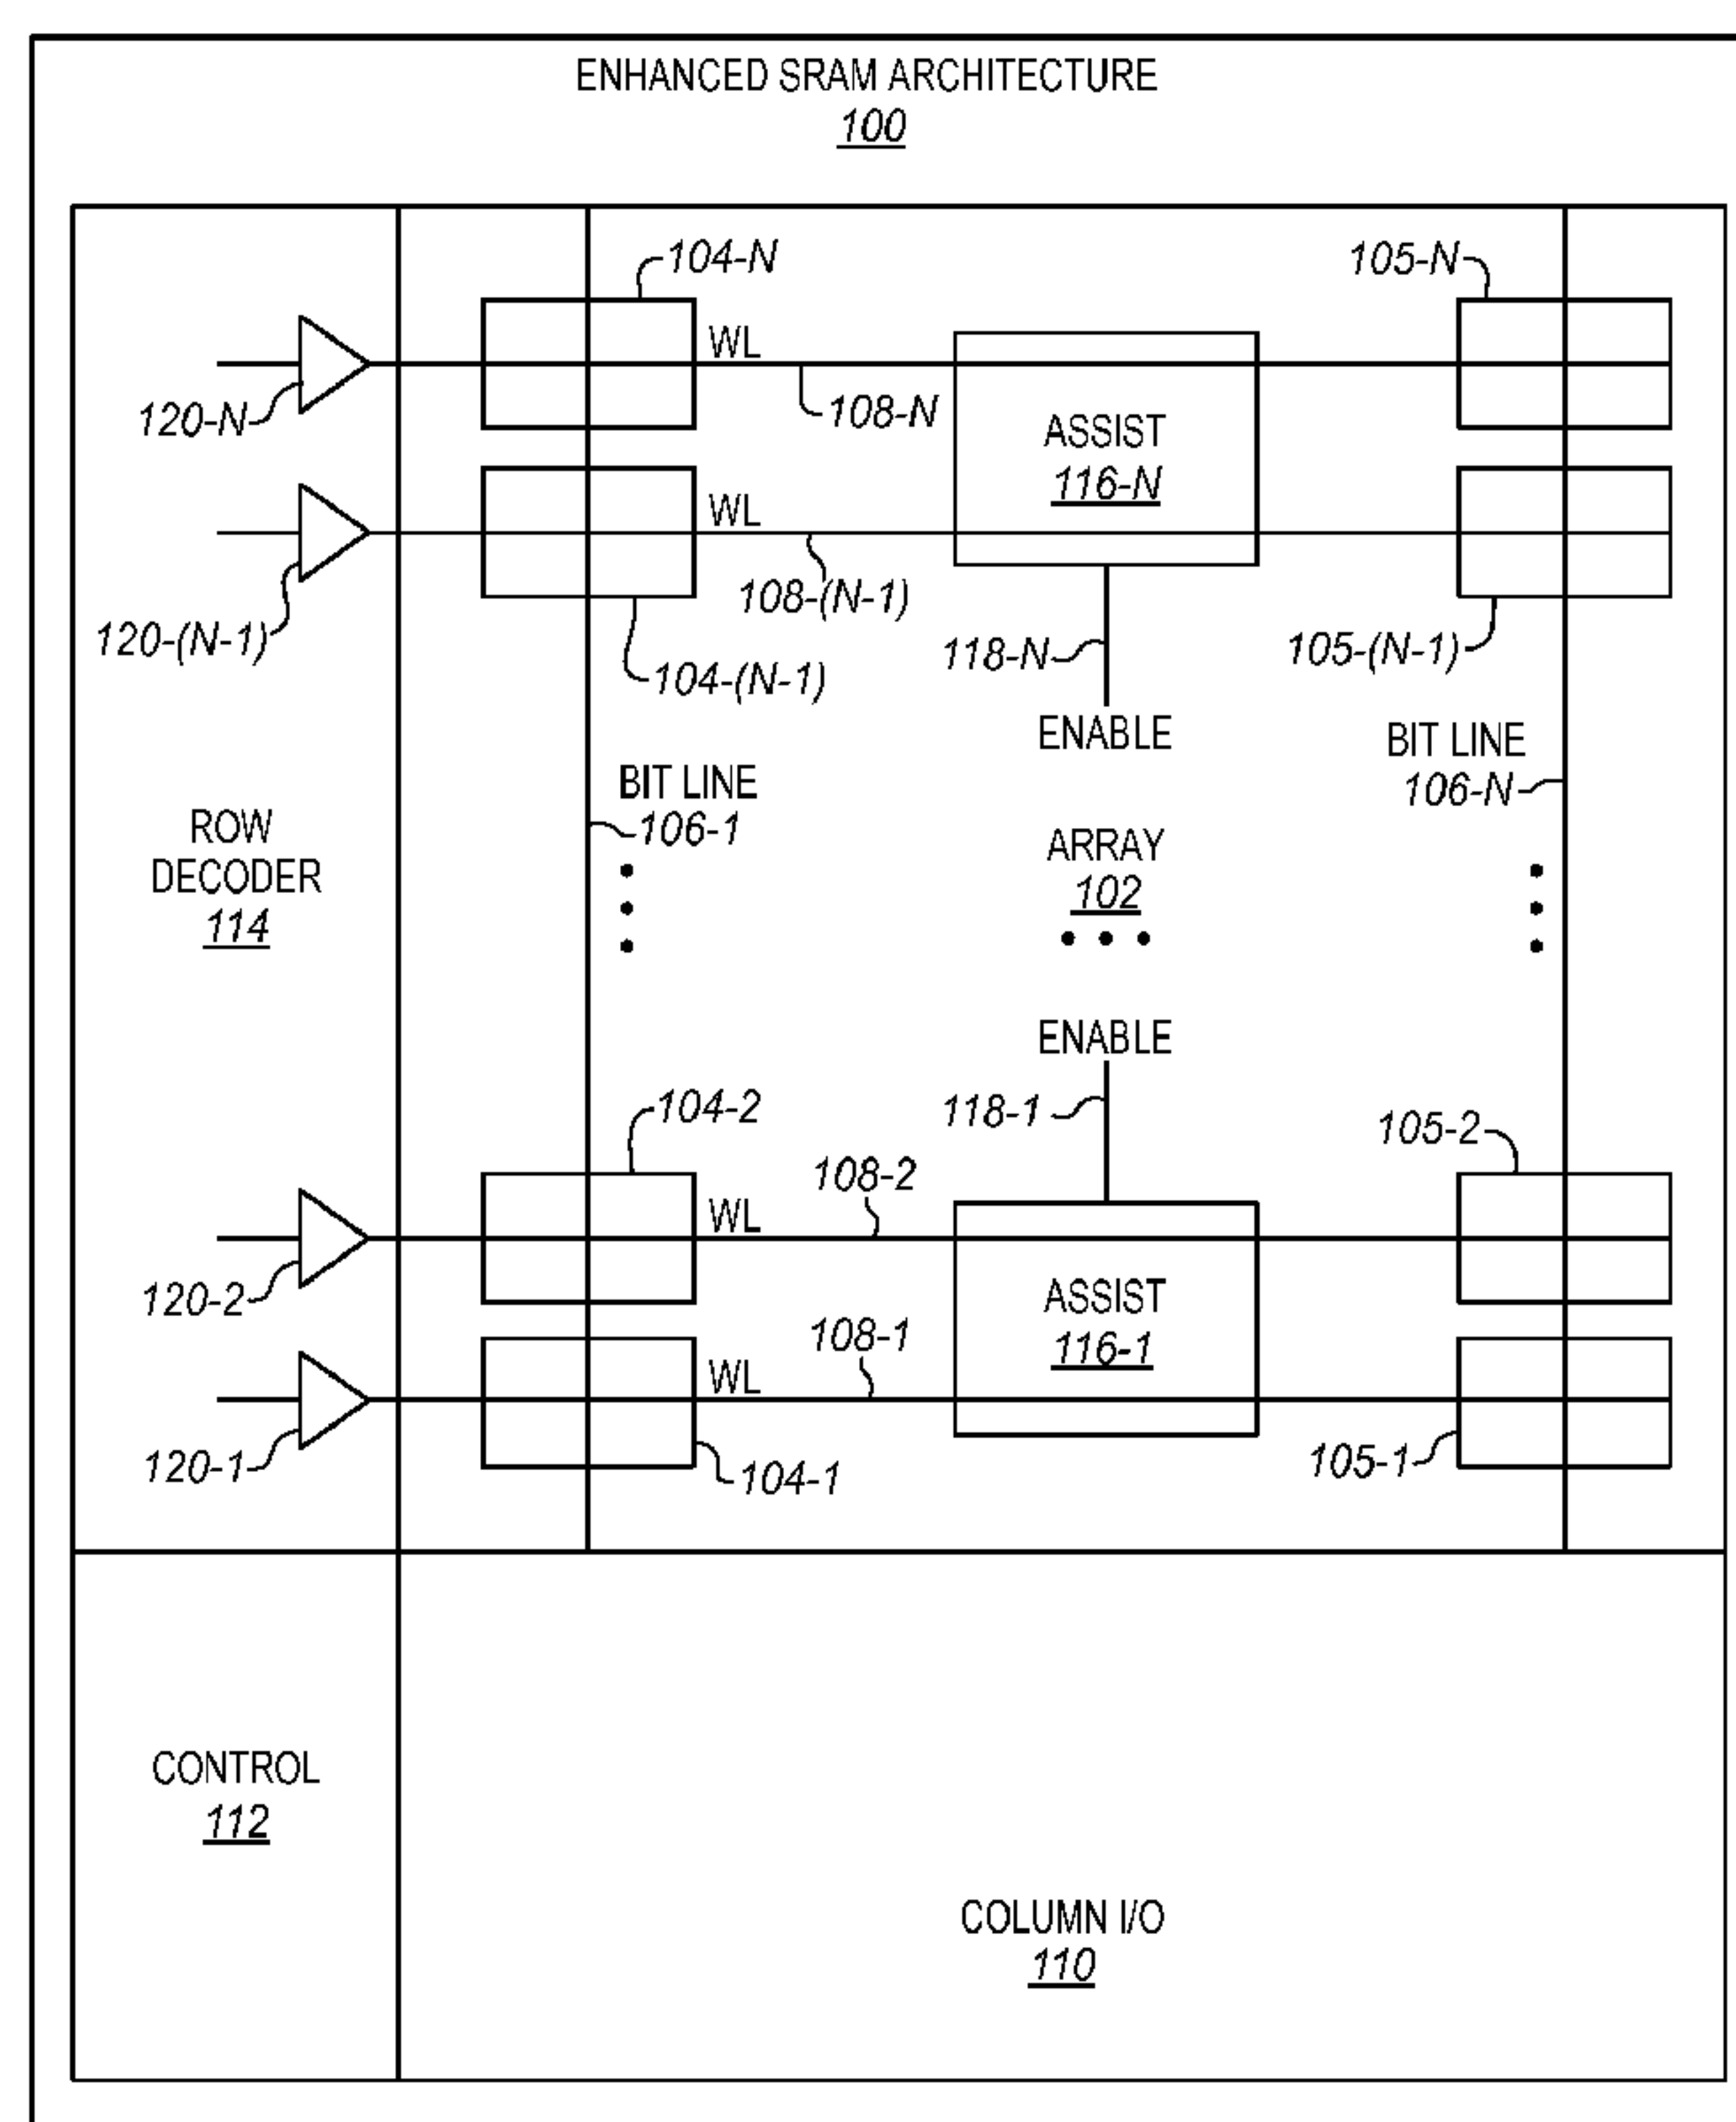 ENHANCED SRAM ARCHITECTURE
100
104-N
105-N
WL
120-N
108-N
ASSIST
116-N
WL
120-(N-1)
108-(N-1)
104-(N-1)
118-N
105-(N-1)
ENABLE
BIT LINE
106-1
BIT LINE
106-N
ROW
DECODER
114
ARRAY
102
ENABLE
104-2
118-1
105-2
108-2
WL
120-2
ASSIST
116-1
108-1
WL
120-1
104-1
105-1
CONTROL
112
COLUMN I/O
110